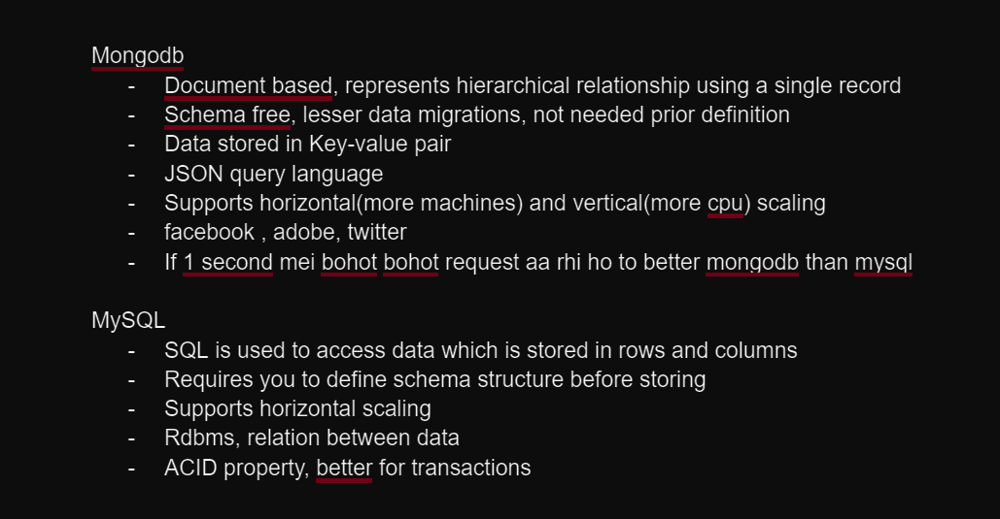 Mongodb
- Document based, represents hierarchical relationship using a single record
- Schema free, lesser data migrations, not needed prior definition
- Data stored in Key-value pair
- JSON query language
- Supports horizontal(more machines) and vertical(more cpu) scaling
- facebook , adobe, twitter
- If 1 second mei bohot bohot request aa rhi ho to better mongodb than mysql
MySQL
- SQL is used to access data which is stored in rows and columns
- Requires you to define schema structure before storing
- Supports horizontal scaling
- Rdbms, relation between data
- ACID property, better for transactions